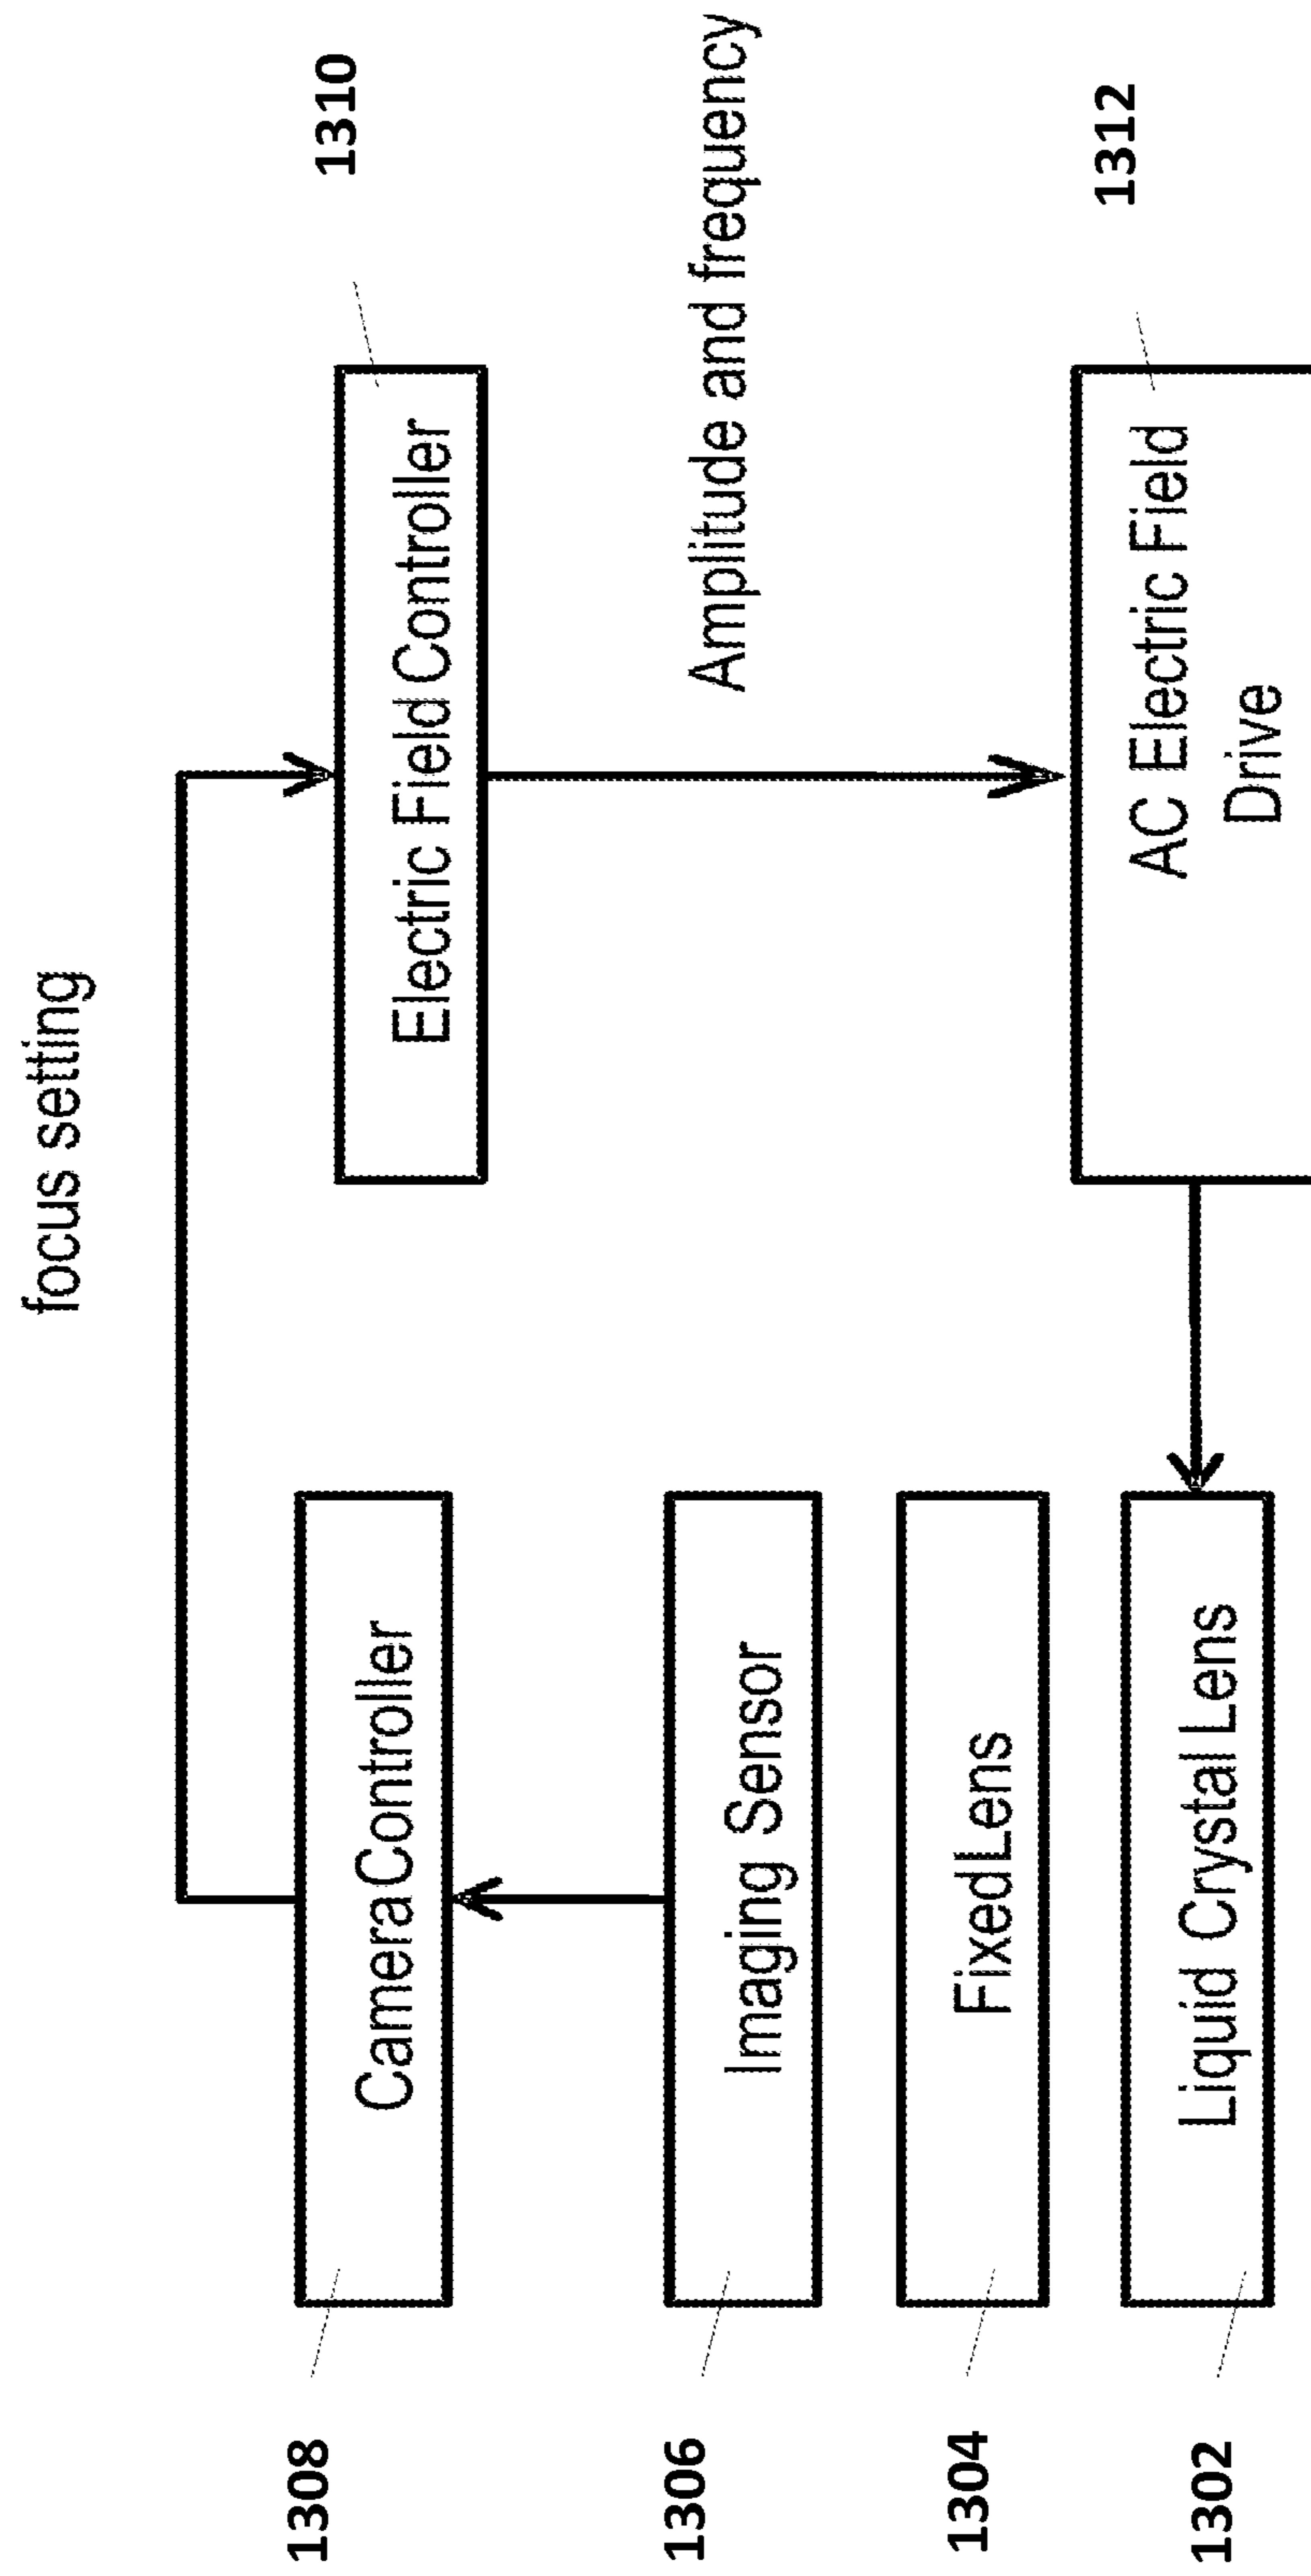 focus setting
1308
Camera Controller
Electric Field Controller
1310
Amplitude and frequency
1306
Imaging Sensor
1304
Fixed Lens
1302
Liquid Crystal Lens
AC Electric Field
Drive
1312